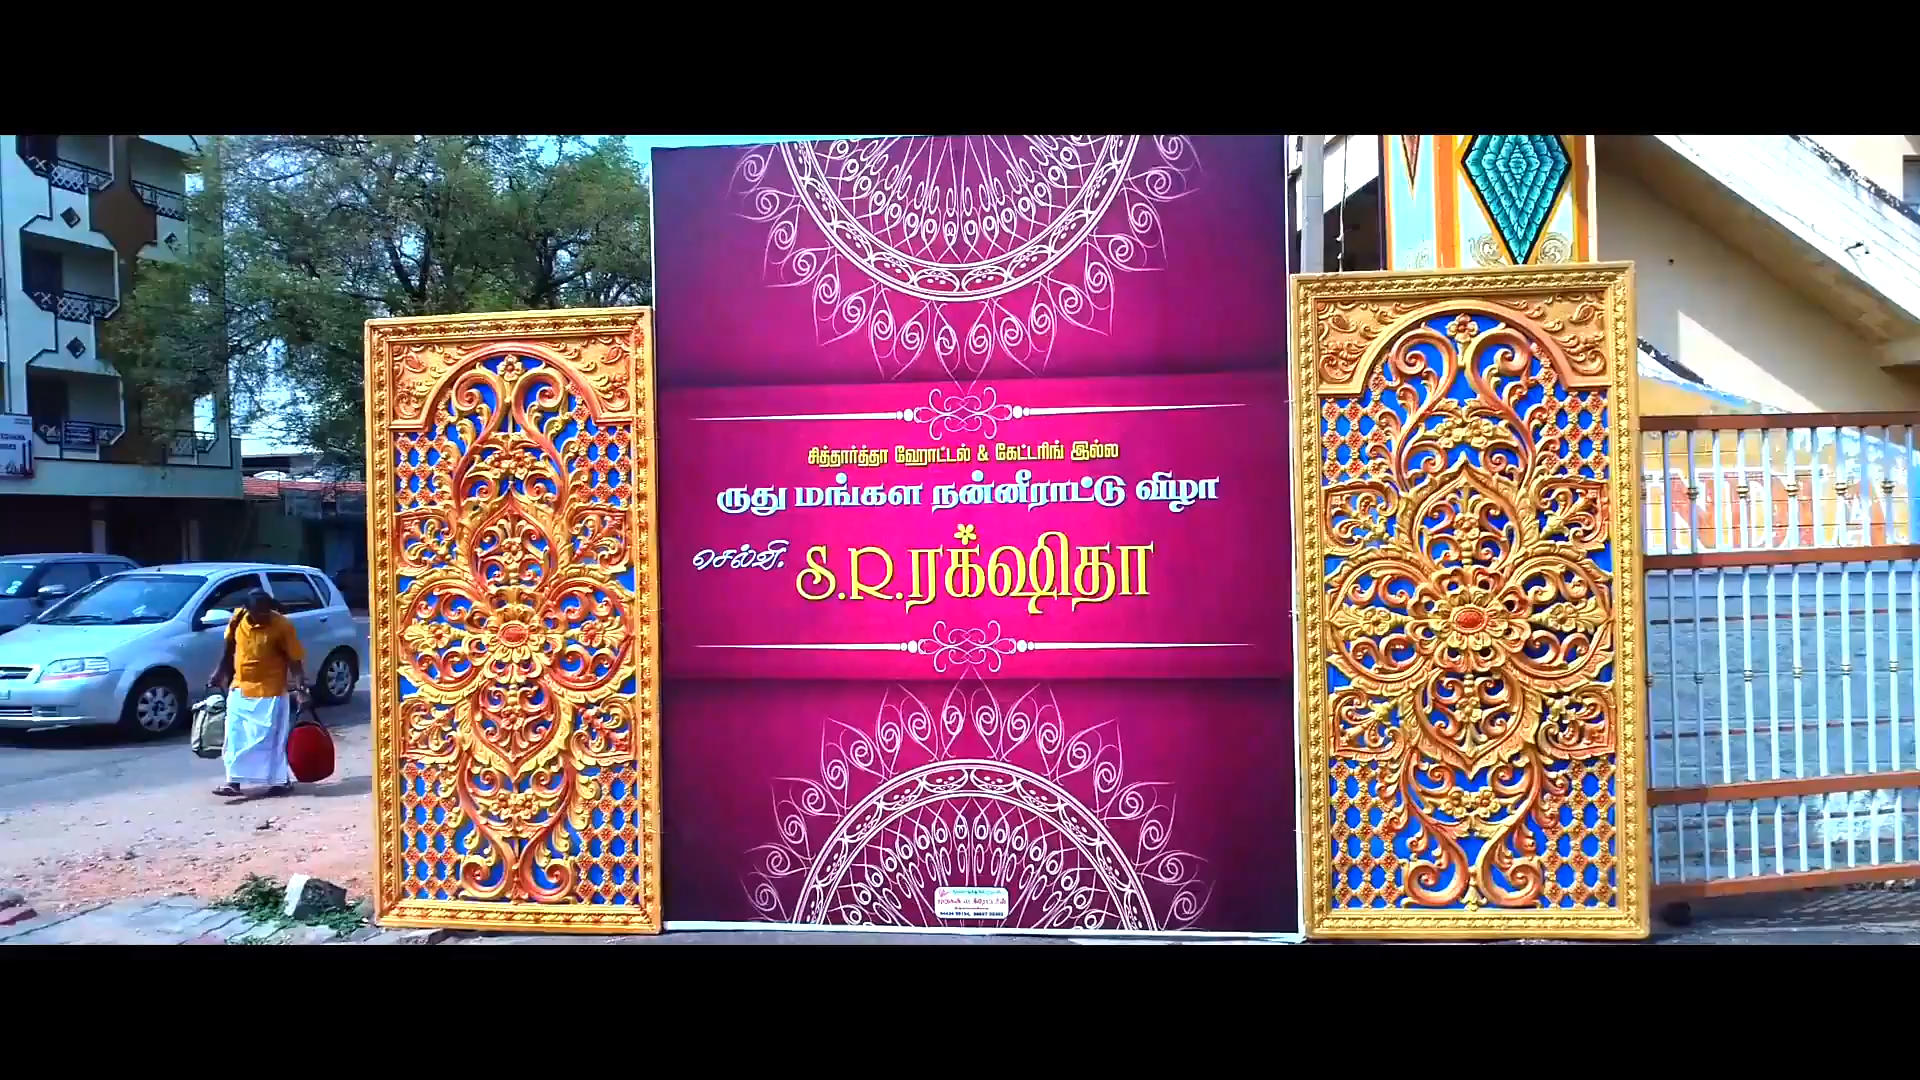 சித்தார்த்தா ஹோட்டல் & கேட்டரிங் இல்ல
ருது மங்கள நன்னீராட்டு விழா
செல்வி. S.R.ரக்ஷிதா